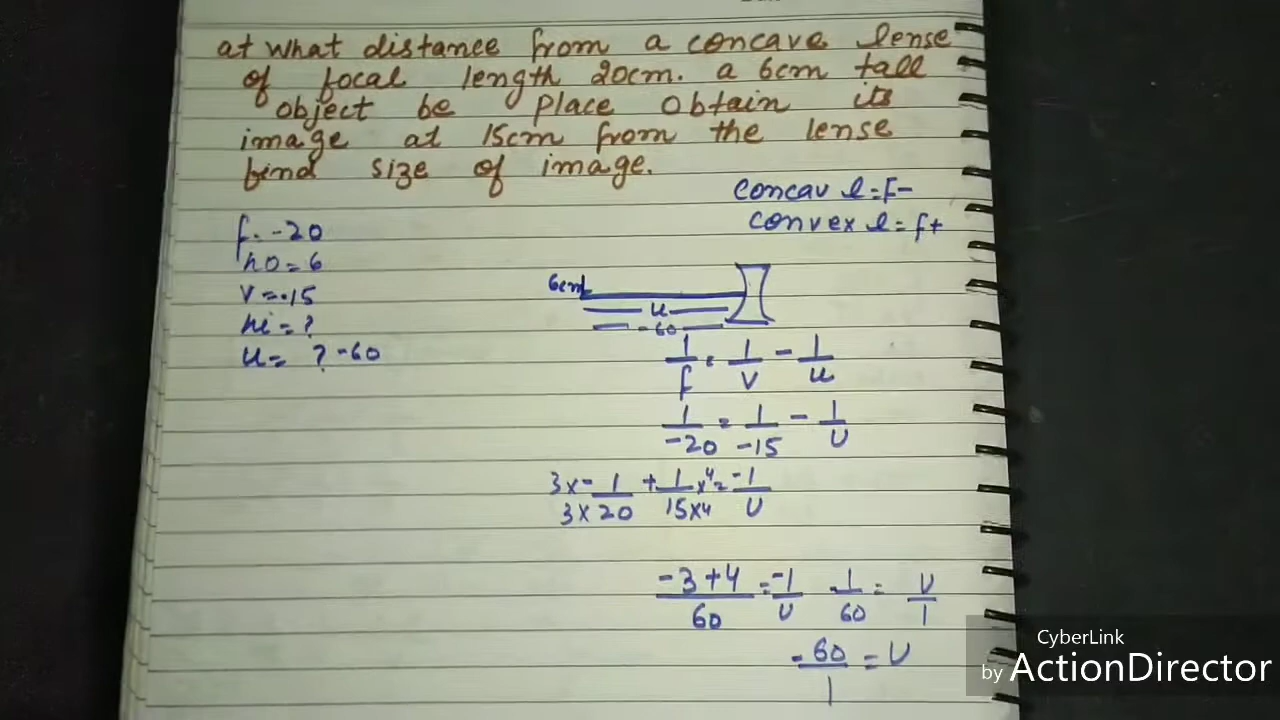 at what distance from a concave lense
of focal length 20cm. a 6cm tall
object be place obtain its
image at 15cm from the lense
find size of image.
concav l = F-
convex l = f+
f = -20
ho = 6
v = -15
hi = ?
u = ? -60
6cm
u
-60
1/f = 1/v - 1/u
1/-20 = 1/-15 - 1/u
3x-1/3x20 + 1x4/15x4 = -1/u
-3+4/60 = -1/u 1/60 = u/1
-60/1 = u
CyberLink
by ActionDirector